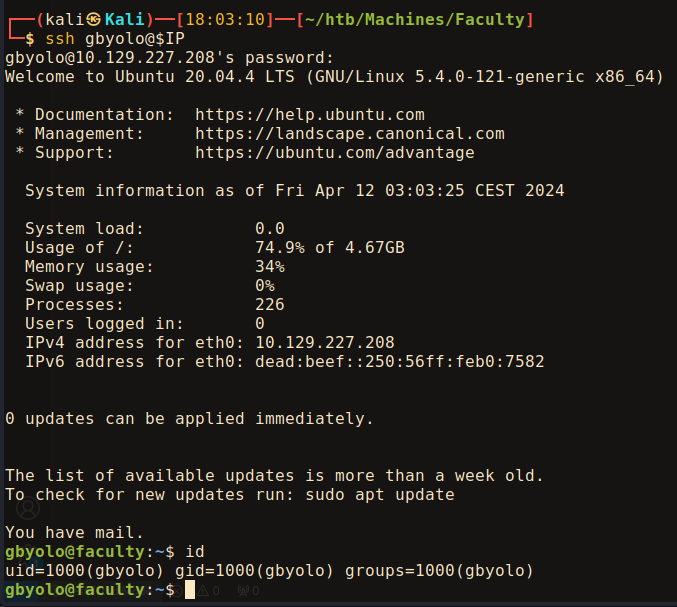 ┌──(kali㉿Kali)─[18:03:10]─[~/htb/Machines/Faculty]
└─$ ssh gbyolo@$IP
gbyolo@10.129.227.208's password:
Welcome to Ubuntu 20.04.4 LTS (GNU/Linux 5.4.0-121-generic x86_64)
* Documentation:  https://help.ubuntu.com
* Management:     https://landscape.canonical.com
* Support:        https://ubuntu.com/advantage
System information as of Fri Apr 12 03:03:25 CEST 2024
System load:           0.0
Usage of /:            74.9% of 4.67GB
Memory usage:          34%
Swap usage:            0%
Processes:             226
Users logged in:       0
IPv4 address for eth0: 10.129.227.208
IPv6 address for eth0: dead:beef::250:56ff:feb0:7582
0 updates can be applied immediately.
The list of available updates is more than a week old.
To check for new updates run: sudo apt update
You have mail.
gbyolo@faculty:~$ id
uid=1000(gbyolo) gid=1000(gbyolo) groups=1000(gbyolo)
gbyolo@faculty:~$